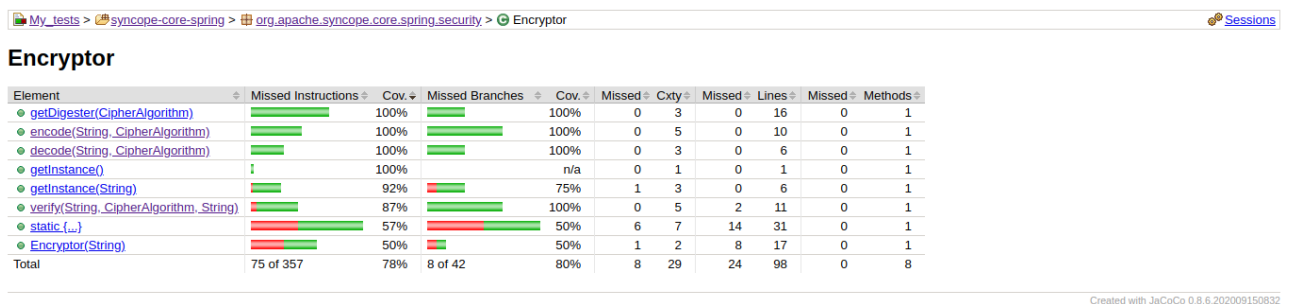 My_tests > syncope-core-spring > org.apache.syncope.core.spring.security > Encryptor Sessions
Encryptor
Element Missed Instructions Cov. Missed Branches Cov. Missed Cxty Missed Lines Missed Methods
getDigester(CipherAlgorithm) 100% 100% 0 3 0 16 0 1
encode(String, CipherAlgorithm) 100% 100% 0 5 0 10 0 1
decode(String, CipherAlgorithm) 100% 100% 0 3 0 6 0 1
getInstance() 100% n/a 0 1 0 1 0 1
getInstance(String) 92% 75% 1 3 0 6 0 1
verify(String, CipherAlgorithm, String) 87% 100% 0 5 2 11 0 1
static {...} 57% 50% 6 7 14 31 0 1
Encryptor(String) 50% 50% 1 2 8 17 0 1
Total 75 of 357 78% 8 of 42 80% 8 29 24 98 0 8
Created with JaCoCo 0.8.6.202009150832